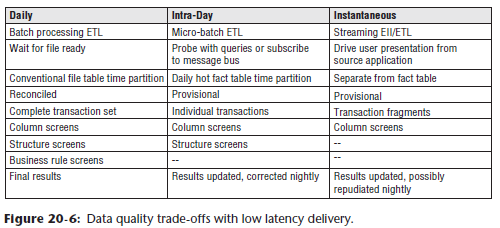 Daily Intra-Day Instantaneous
Batch processing ETL Micro-batch ETL Streaming EII/ETL
Wait for file ready Probe with queries or subscribe Drive user presentation from
to message bus source application
Conventional file table time partition Daily hot fact table time partition Separate from fact table
Reconciled Provisional Provisional
Complete transaction set Individual transactions Transaction fragments
Column screens Column screens Column screens
Structure screens Structure screens --
Business rule screens -- --
Final results Results updated, corrected nightly Results updated, possibly
repudiated nightly
Figure 20-6: Data quality trade-offs with low latency delivery.